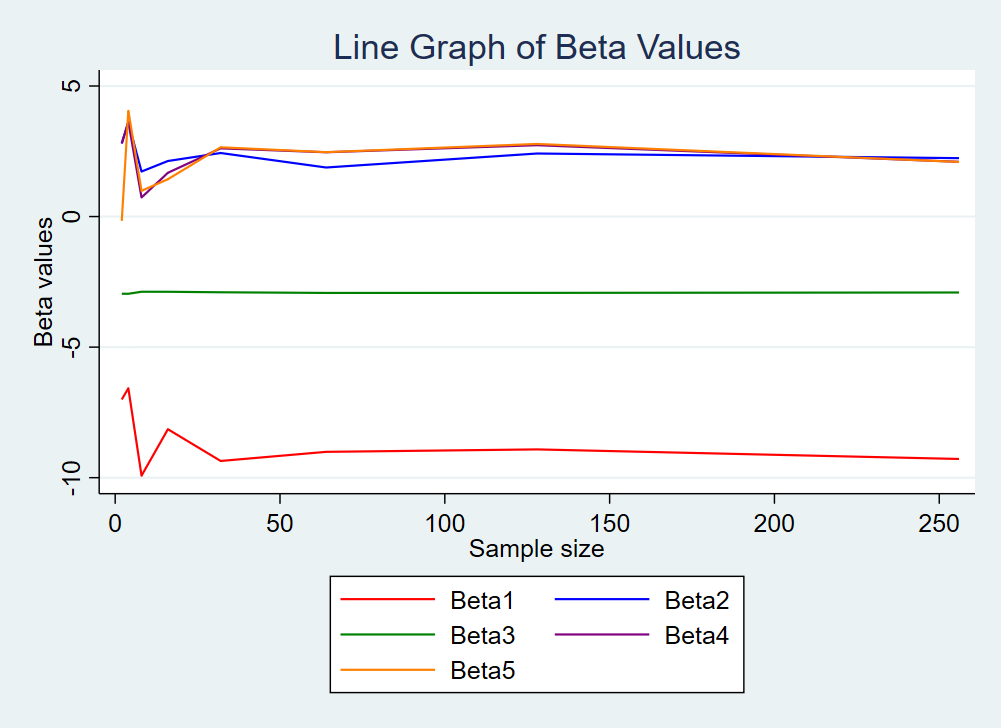 Line Graph of Beta Values
5
0
-5
-10
Beta values
0 50 100 150 200 250
Sample size
Beta1 Beta2
Beta3 Beta4
Beta5